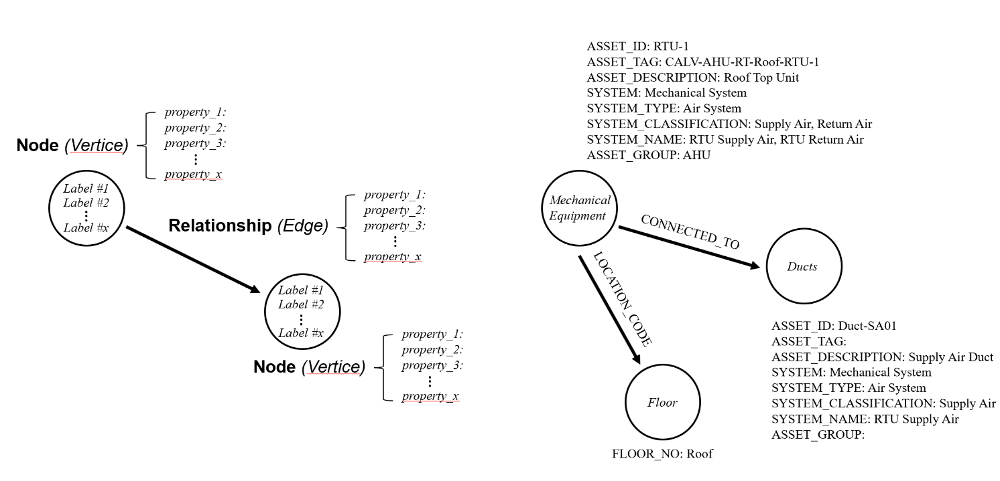 property_1:
property_2:
property_3:
property_x
Node (Vertice)
Label #1
Label #2
Label #x
Relationship (Edge)
property_1:
property_2:
property_3:
property_x
Label #1
Label #2
Label #x
Node (Vertice)
property_1:
property_2:
property_3:
property_x
ASSET_ID: RTU-1
ASSET_TAG: CALV-AHU-RT-Roof-RTU-1
ASSET_DESCRIPTION: Roof Top Unit
SYSTEM: Mechanical System
SYSTEM_TYPE: Air System
SYSTEM_CLASSIFICATION: Supply Air, Return Air
SYSTEM_NAME: RTU Supply Air, RTU Return Air
ASSET_GROUP: AHU
Mechanical
Equipment
CONNECTED_TO
LOCATION_CODE
Ducts
ASSET_ID: Duct-SA01
ASSET_TAG:
ASSET_DESCRIPTION: Supply Air Duct
SYSTEM: Mechanical System
SYSTEM_TYPE: Air System
SYSTEM_CLASSIFICATION: Supply Air
SYSTEM_NAME: RTU Supply Air
ASSET_GROUP:
Floor
FLOOR_NO: Roof